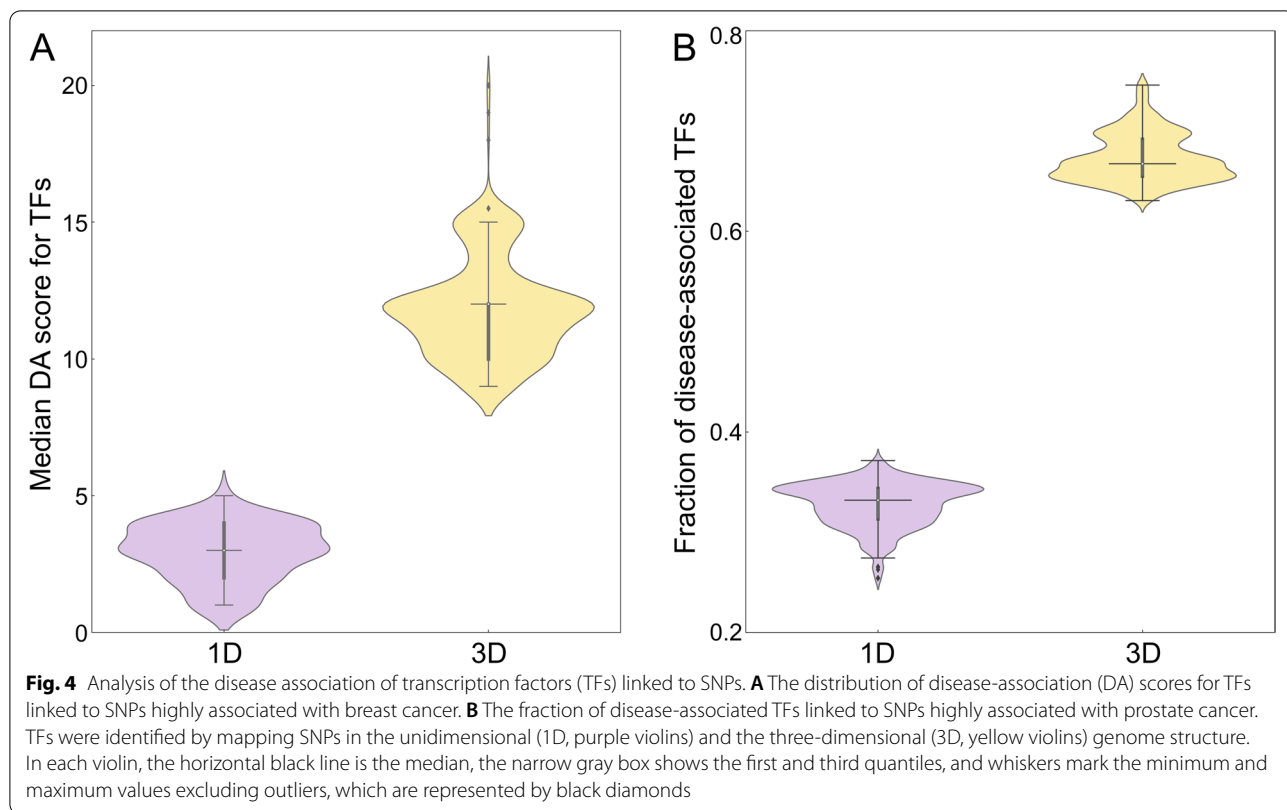 A
Median DA score for TFs
20
15
10
5
0
1D
3D
B
Fraction of disease-associated TFs
0.8
0.6
0.4
0.2
1D
3D
Fig. 4 Analysis of the disease association of transcription factors (TFs) linked to SNPs. A The distribution of disease-association (DA) scores for TFs
linked to SNPs highly associated with breast cancer. B The fraction of disease-associated TFs linked to SNPs highly associated with prostate cancer.
TFs were identified by mapping SNPs in the unidimensional (1D, purple violins) and the three-dimensional (3D, yellow violins) genome structure.
In each violin, the horizontal black line is the median, the narrow gray box shows the first and third quantiles, and whiskers mark the minimum and
maximum values excluding outliers, which are represented by black diamonds